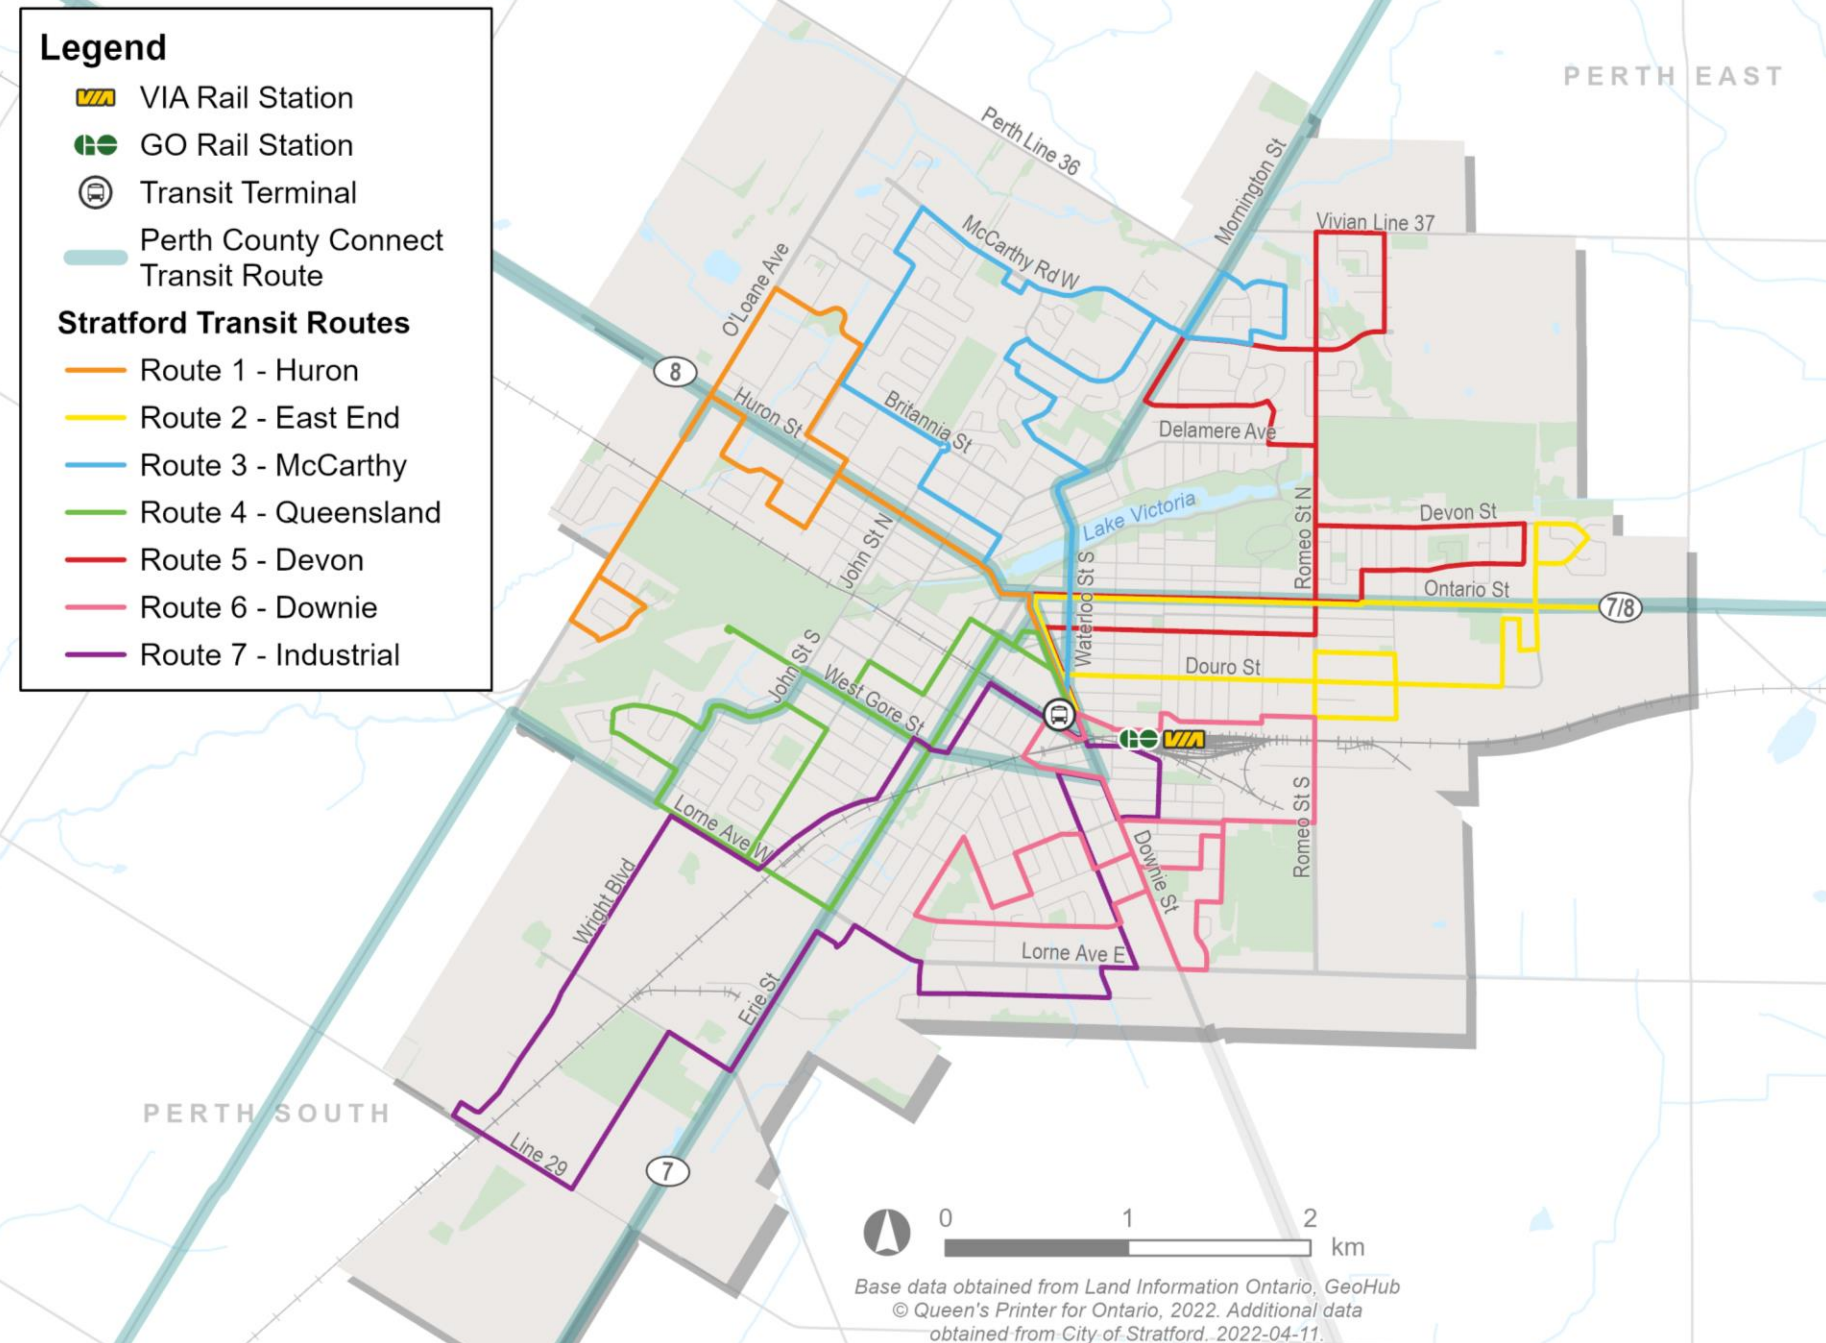 Legend
VIA
VIA Rail Station
GO
GO Rail Station
Transit Terminal
Perth County Connect
Transit Route
Stratford Transit Routes
Route 1 - Huron
Route 2 - East End
Route 3 - McCarthy
Route 4 - Queensland
Route 5 - Devon
Route 6 - Downie
Route 7 - Industrial
PERTH EAST
Perth Line 36
Mornington St
Vivian Line 37
McCarthy Rd W
O'Loane Ave
8
Huron St
Britannia St
Delamere Ave
Lake Victoria
Romeo St N
Devon St
John St N
Waterloo St S
Ontario St
7/8
John St S
West Gore St
Douro St
GO
VIA
Lorne Ave W
Wright Blvd
Downie St
Romeo St S
Lorne Ave E
Erie St
PERTH SOUTH
Line 29
7
0 1 2
km
Base data obtained from Land Information Ontario, GeoHub
© Queen's Printer for Ontario, 2022. Additional data
obtained from City of Stratford. 2022-04-11.